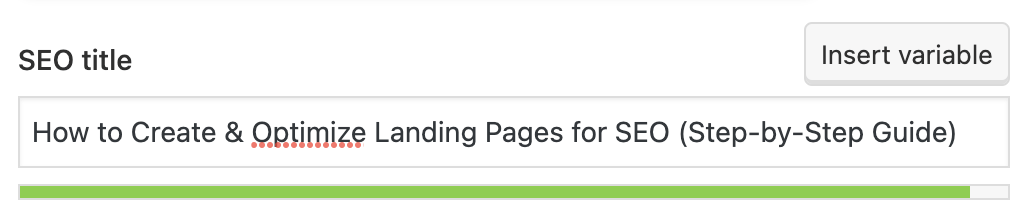 SEO title
Insert variable
How to Create & Optimize Landing Pages for SEO (Step-by-Step Guide)